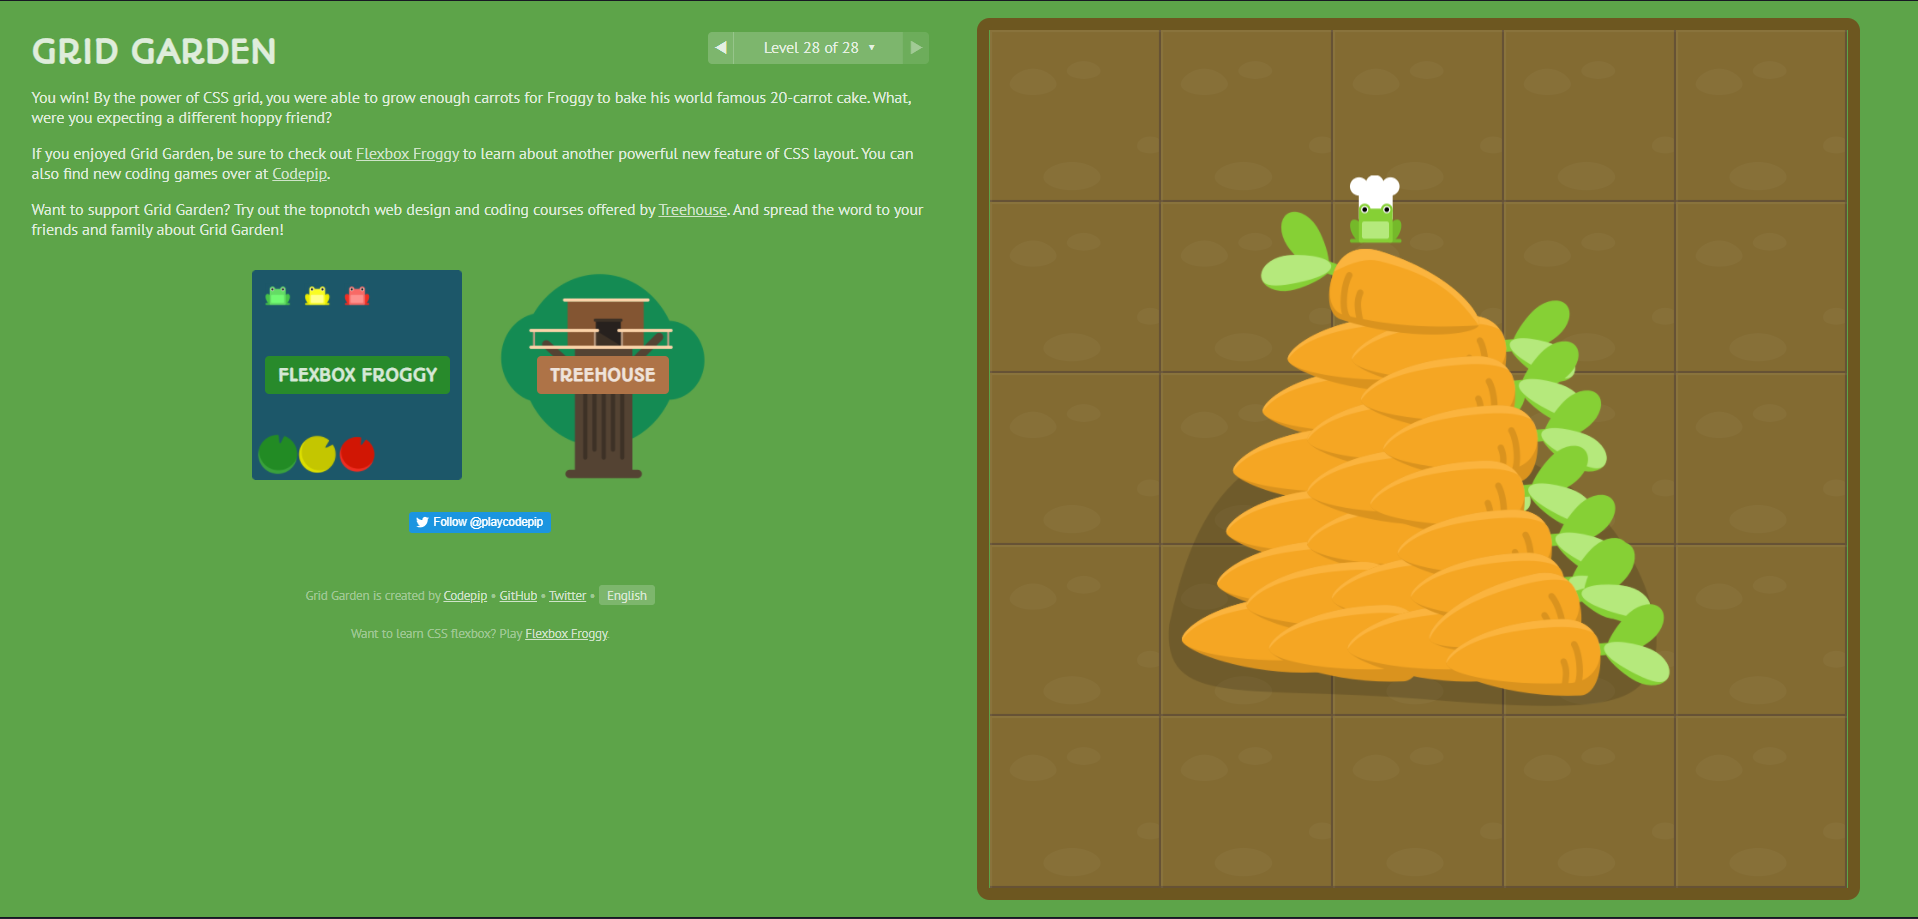 GRID GARDEN
Level 28 of 28
You win! By the power of CSS grid, you were able to grow enough carrots for Froggy to bake his world famous 20-carrot cake. What,
were you expecting a different hoppy friend?
If you enjoyed Grid Garden, be sure to check out Flexbox Froggy to learn about another powerful new feature of CSS layout. You can
also find new coding games over at Codepip.
Want to support Grid Garden? Try out the topnotch web design and coding courses offered by Treehouse. And spread the word to your
friends and family about Grid Garden!
FLEXBOX FROGGY
TREEHOUSE
Follow @playcodepip
Grid Garden is created by Codepip • GitHub • Twitter • English
Want to learn CSS flexbox? Play Flexbox Froggy.